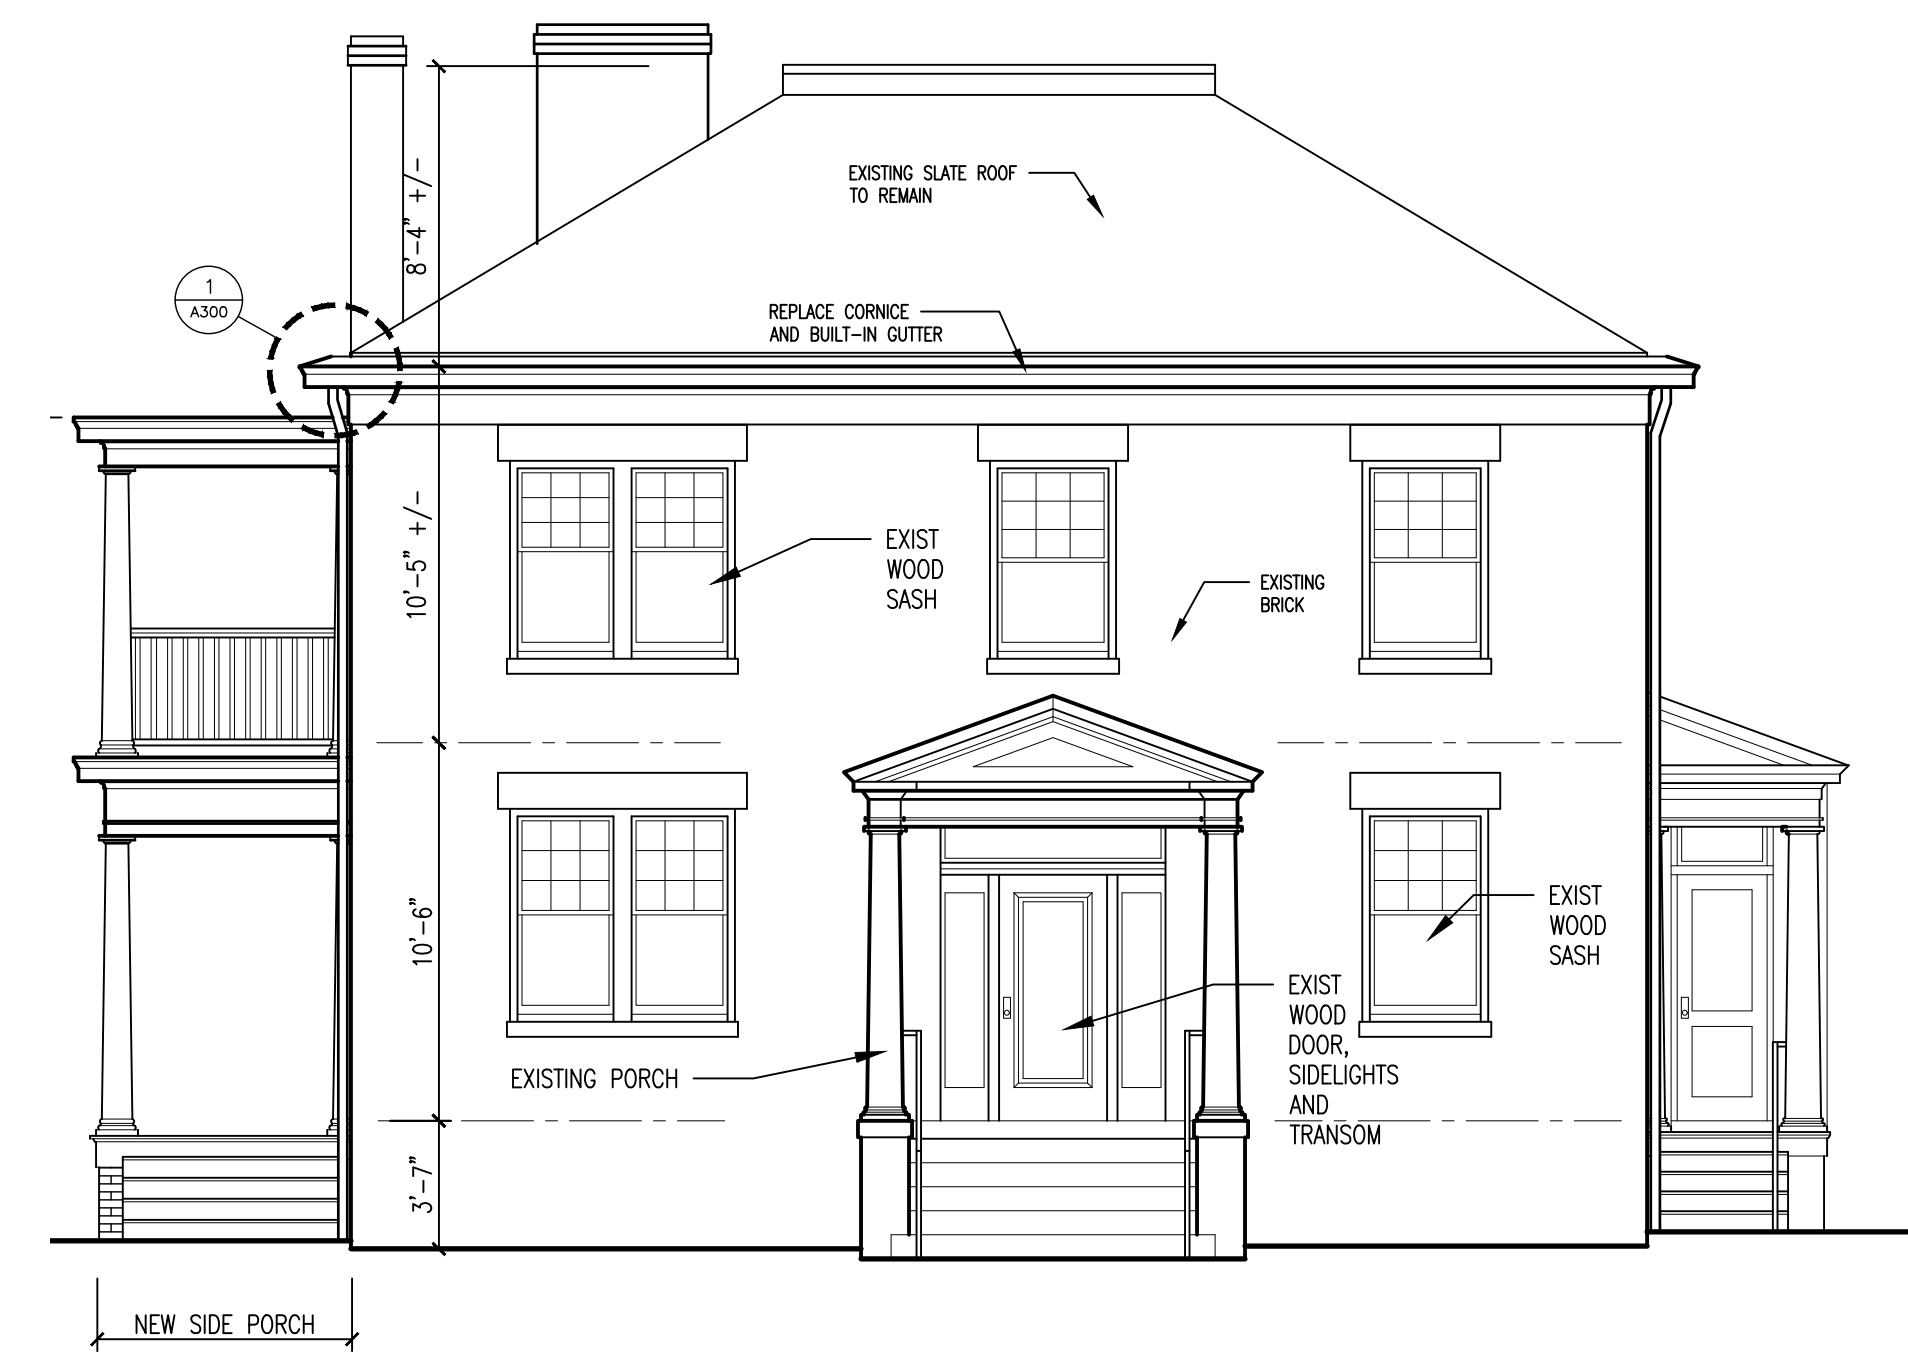 EXISTING SLATE ROOF
TO REMAIN
8'-4" +/-
1
A300
REPLACE CORNICE
AND BUILT-IN GUTTER
10'-5" +/-
EXIST
WOOD
SASH
EXISTING
BRICK
10'-6"
EXIST
WOOD
SASH
EXIST
WOOD
DOOR,
SIDELIGHTS
AND
TRANSOM
EXISTING PORCH
3'-7"
NEW SIDE PORCH